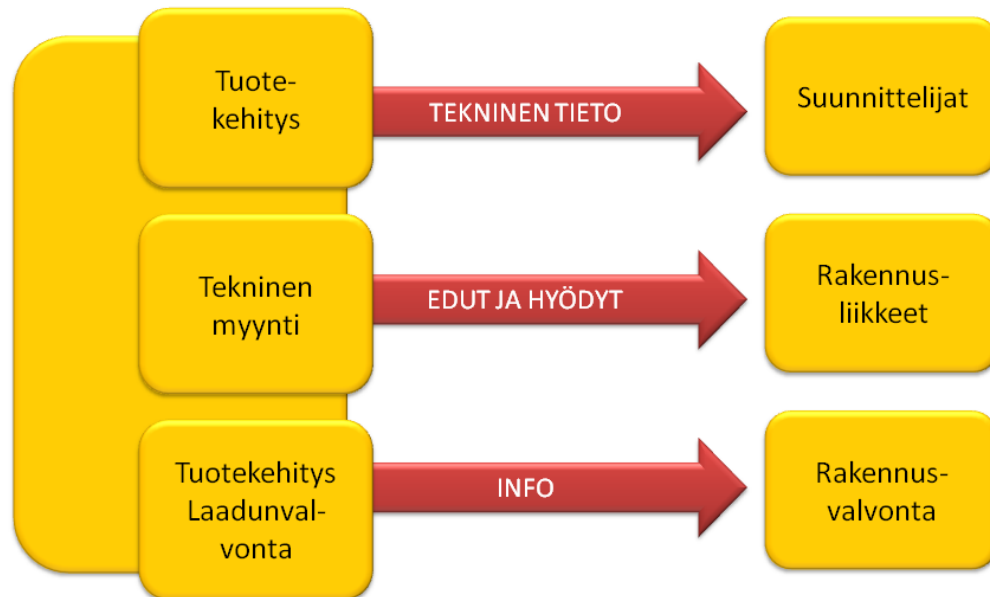 Tuote-
kehitys
TEKNINEN TIETO
Suunnittelijat
Tekninen
myynti
EDUT JA HYÖDYT
Rakennus-
liikkeet
Tuotekehitys
Laadunval-
vonta
INFO
Rakennus-
valvonta